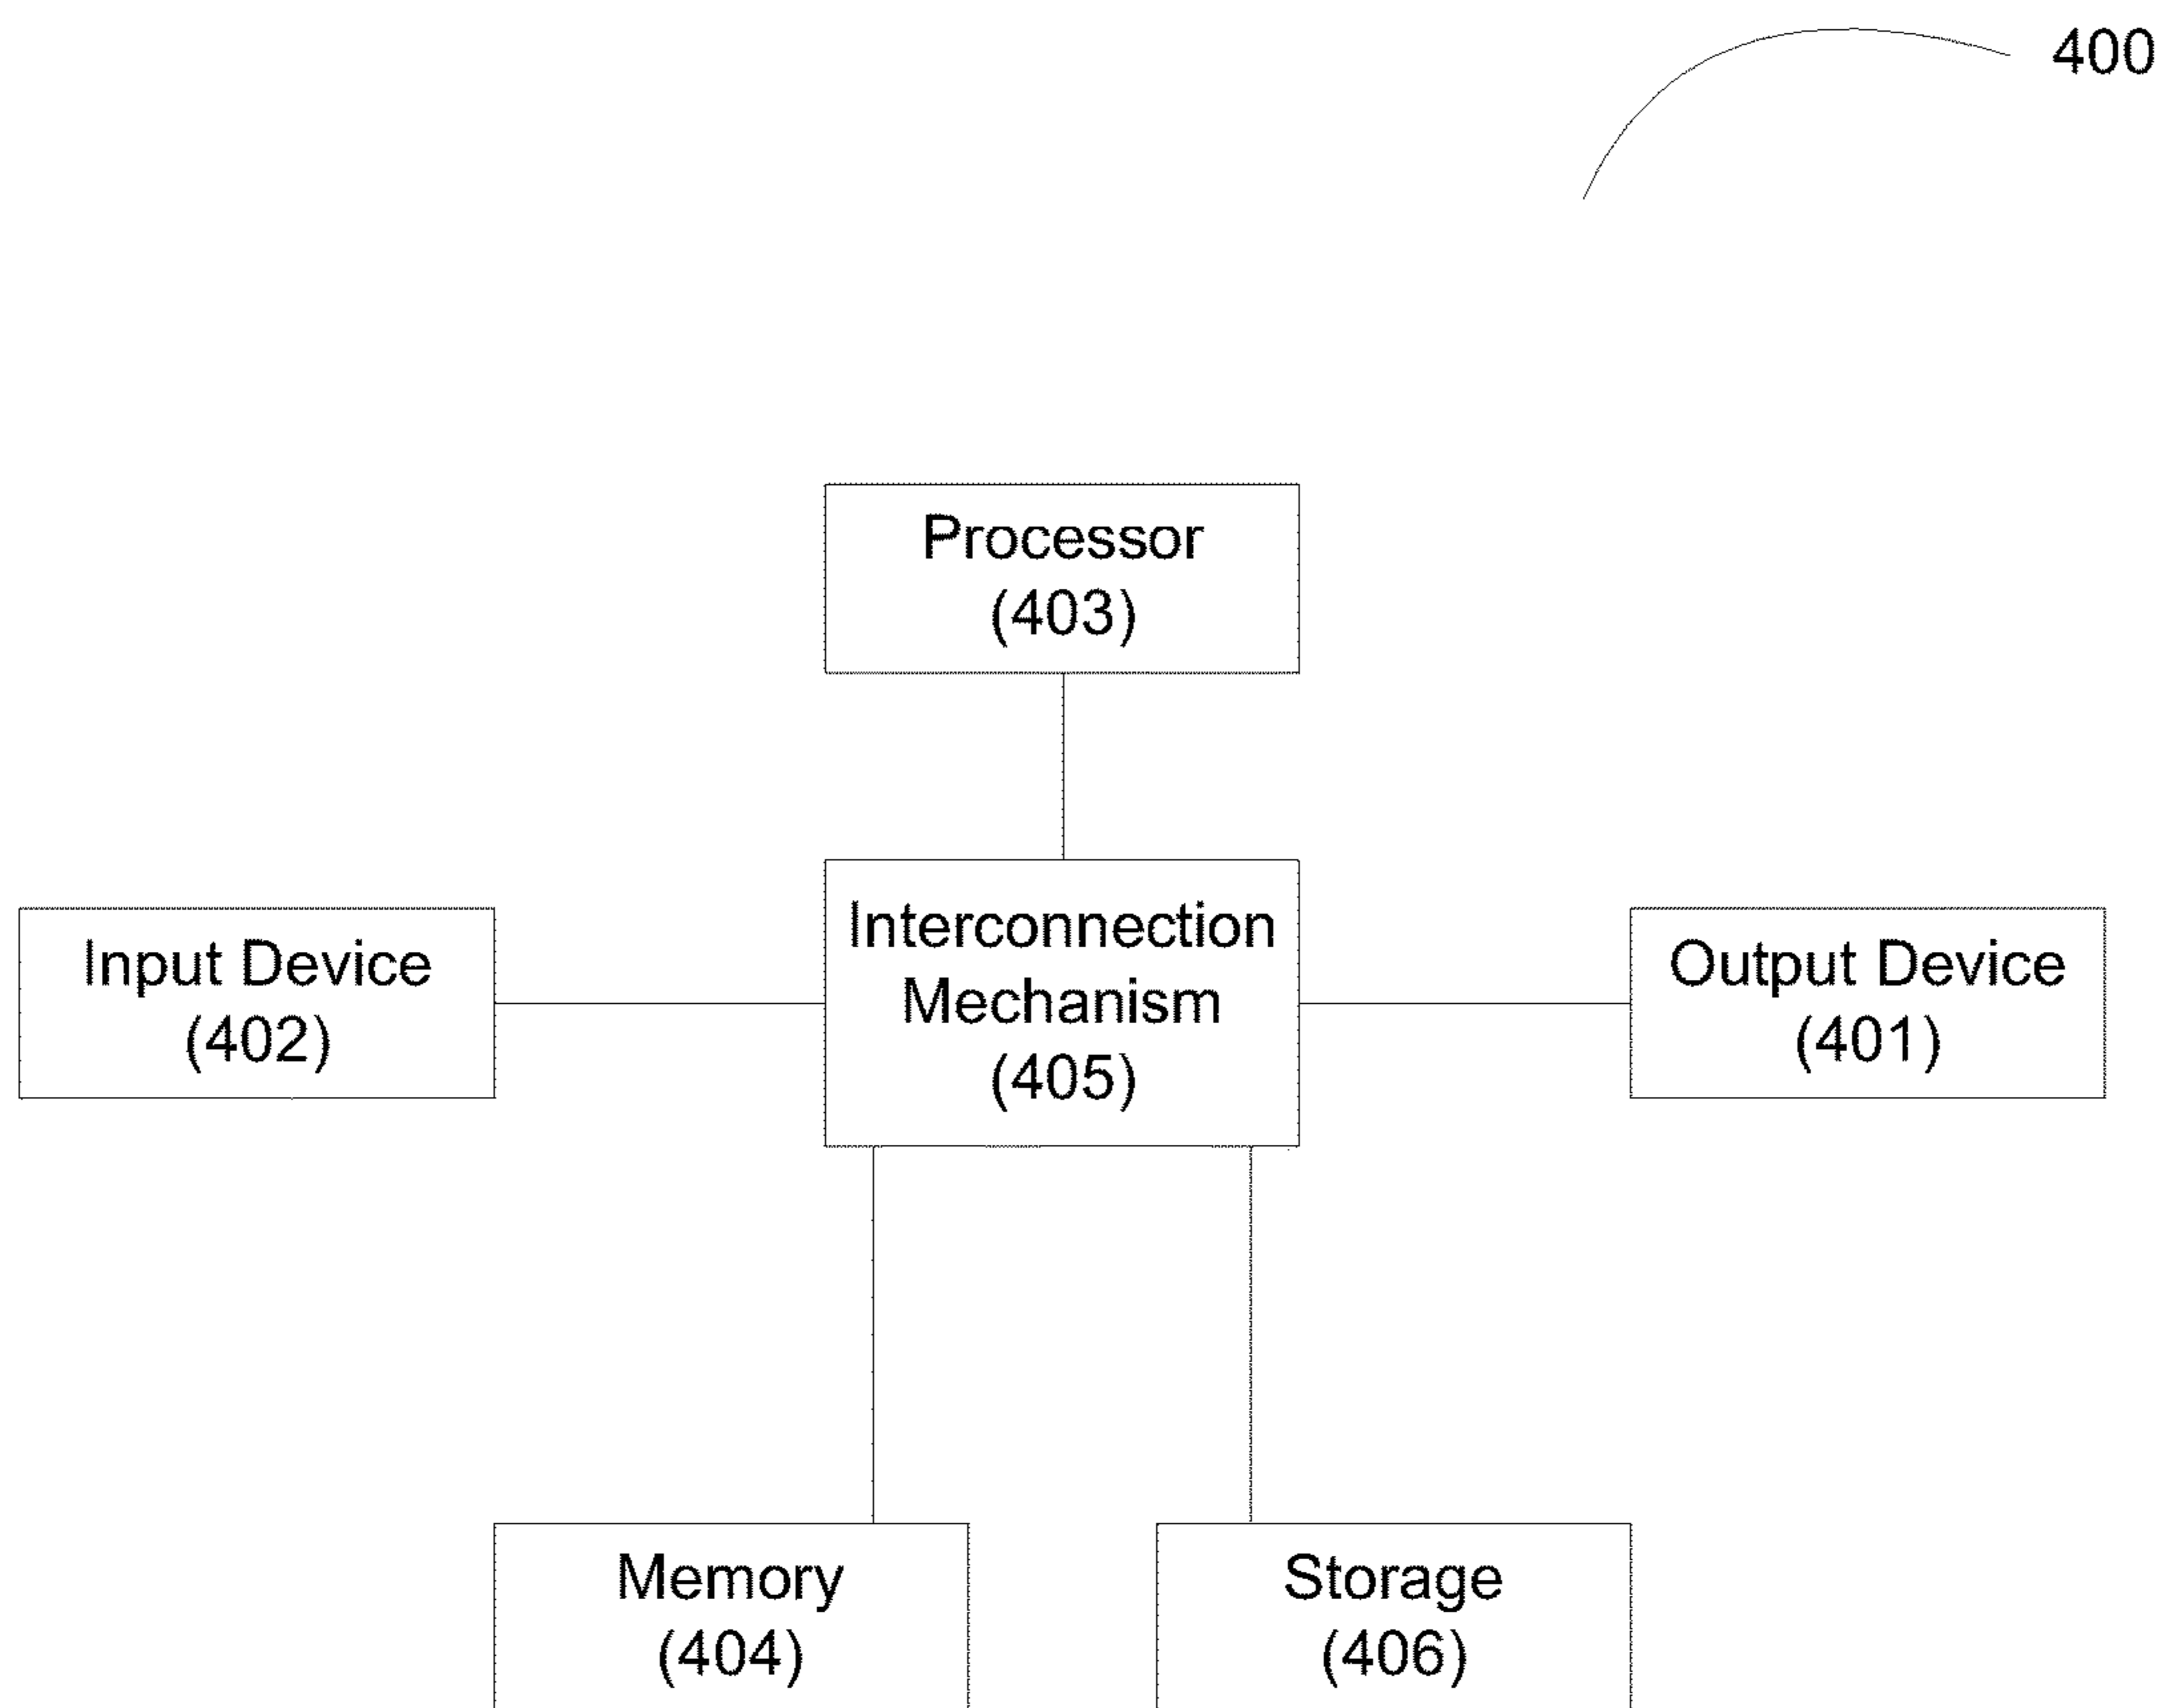 400
Processor
(403)
Interconnection
Mechanism
(405)
Input Device
(402)
Output Device
(401)
Memory
(404)
Storage
(406)